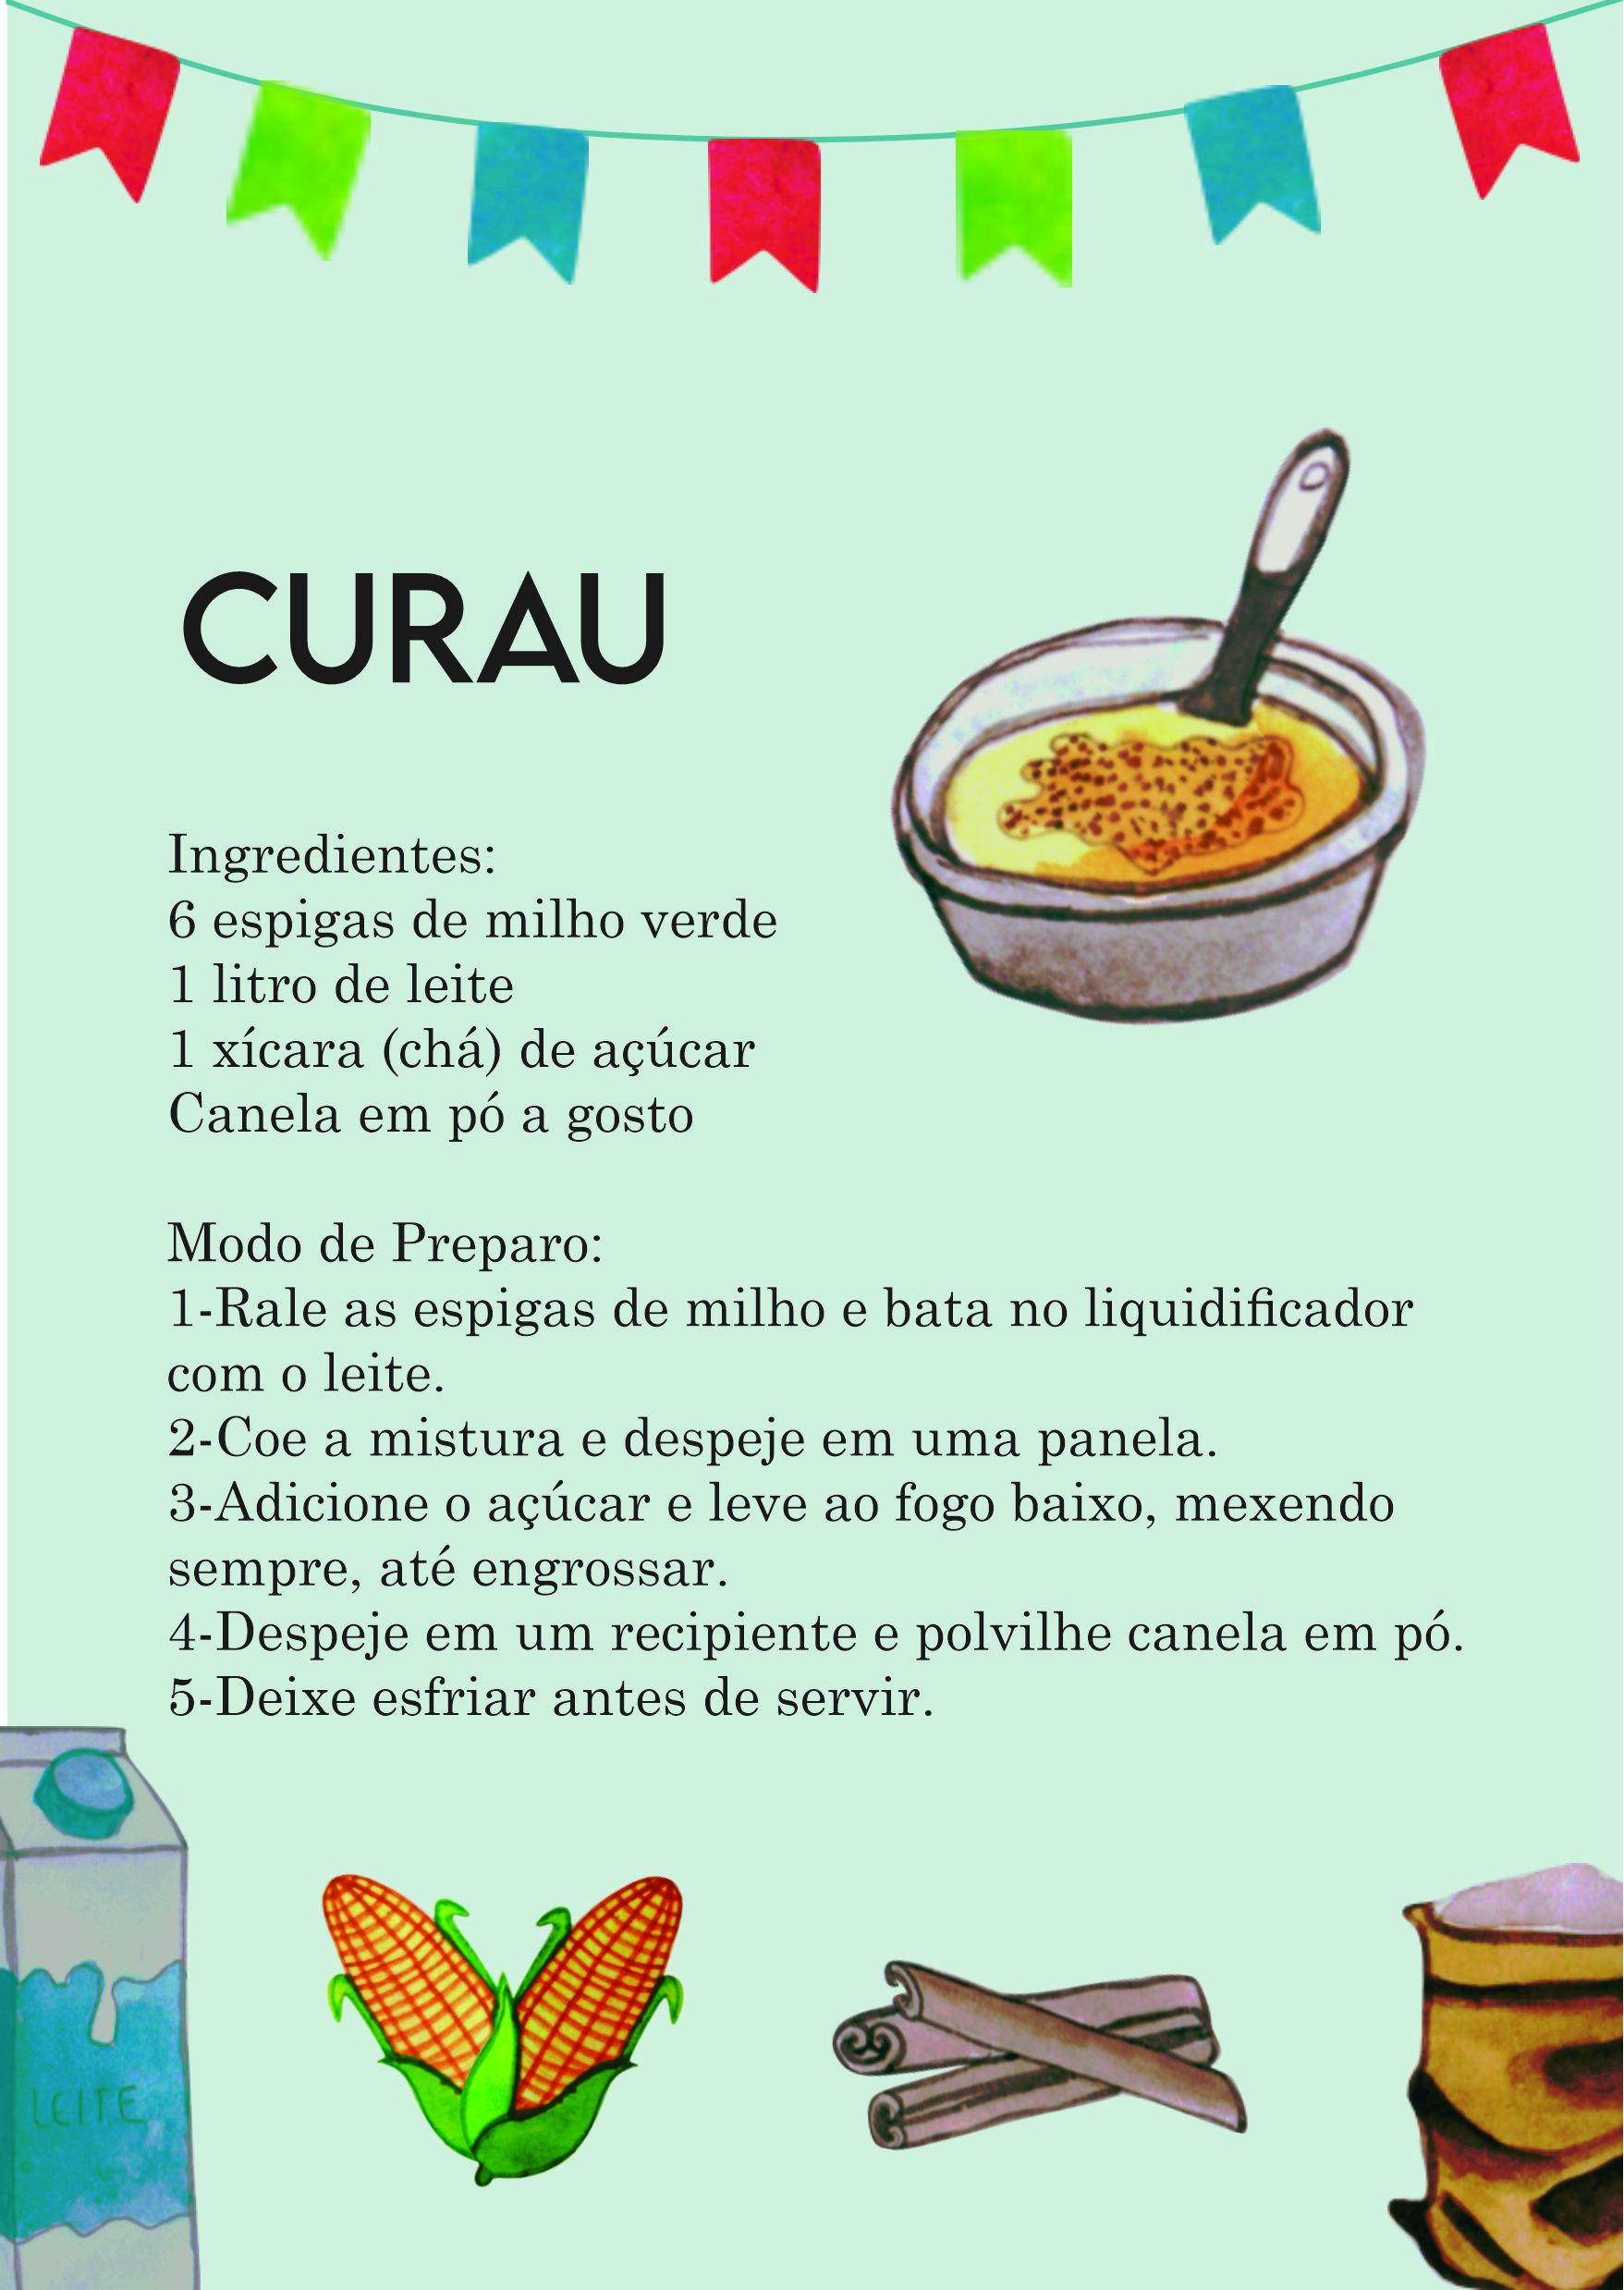 CURAU
Ingredientes:
6 espigas de milho verde
1 litro de leite
1 xícara (chá) de açúcar
Canela em pó a gosto
Modo de Preparo:
1-Rale as espigas de milho e bata no liquidificador
com o leite.
2-Coe a mistura e despeje em uma panela.
3-Adicione o açúcar e leve ao fogo baixo, mexendo
sempre, até engrossar.
4-Despeje em um recipiente e polvilhe canela em pó.
5-Deixe esfriar antes de servir.
LEITE